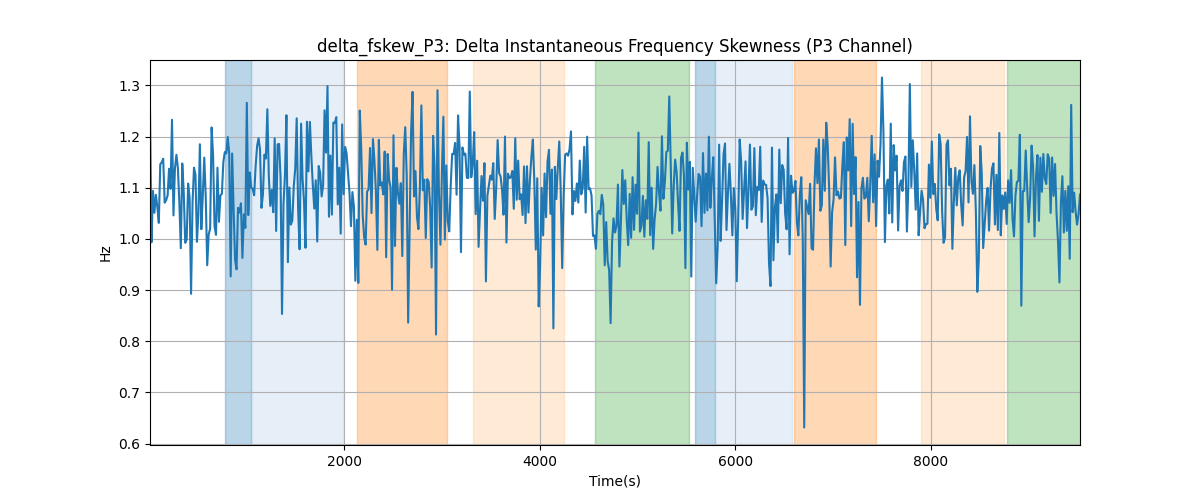 delta_fskew_P3: Delta Instantaneous Frequency Skewness (P3 Channel)
1.3
1.2
1.1
1.0
0.9
0.8
0.7
0.6
Hz
2000 4000 6000 8000
Time(s)